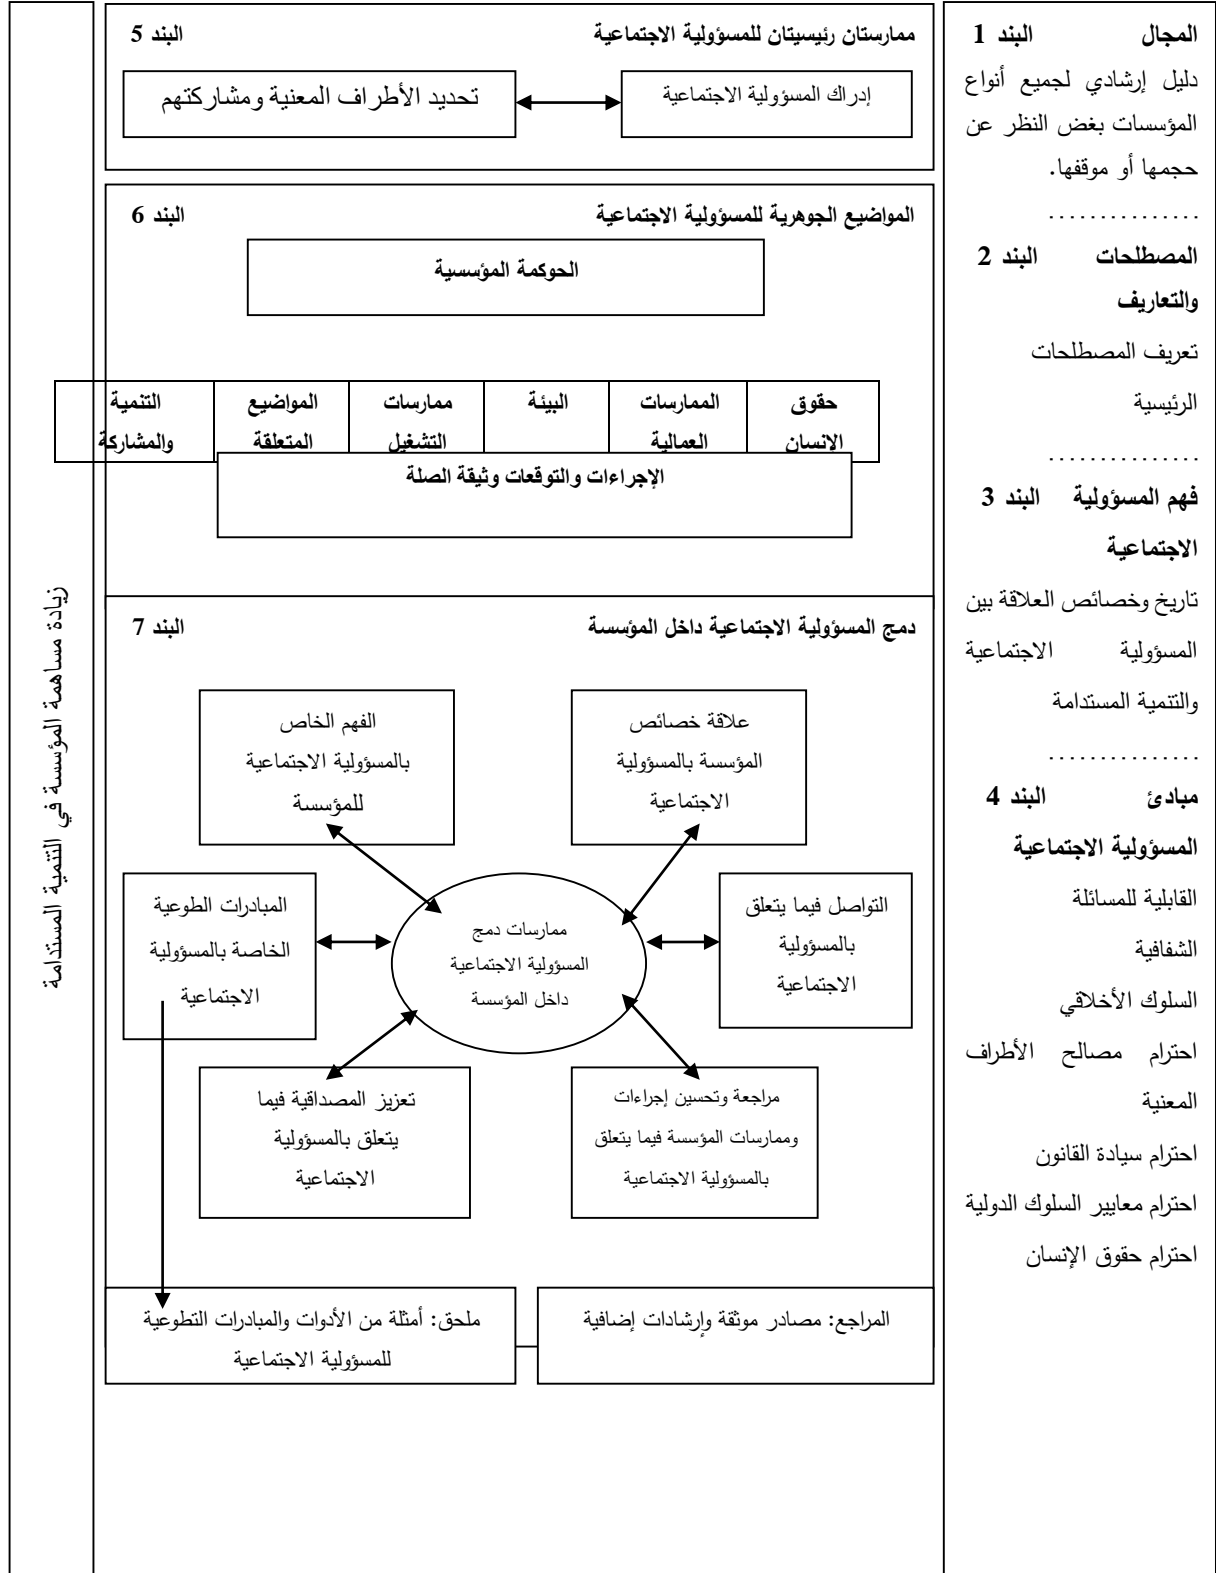 المجال البند 1
دليل إرشادي لجميع أنواع
المؤسسات بغض النظر عن
حجمها أو موقفها.
...............
المصطلحات البند 2
والتعاريف
تعريف المصطلحات
الرئيسية
...............
فهم المسؤولية البند 3
الاجتماعية
تاريخ وخصائص العلاقة بين
المسؤولية الاجتماعية
والتنمية المستدامة
...............
مبادئ البند 4
المسؤولية الاجتماعية
القابلية للمسائلة
الشفافية
السلوك الأخلاقي
احترام مصالح الأطراف
المعنية
احترام سيادة القانون
احترام معايير السلوك الدولية
احترام حقوق الإنسان
ممارستان رئيسيتان للمسؤولية الاجتماعية البند 5
إدراك المسؤولية الاجتماعية
تحديد الأطراف المعنية ومشاركتهم
المواضيع الجوهرية للمسؤولية الاجتماعية البند 6
الحوكمة المؤسسية
حقوق
الإنسان
الممارسات
العمالية
البيئة
ممارسات
التشغيل
المواضيع
المتعلقة
التنمية
والمشاركة
الإجراءات والتوقعات وثيقة الصلة
دمج المسؤولية الاجتماعية داخل المؤسسة البند 7
علاقة خصائص
المؤسسة بالمسؤولية
الاجتماعية
الفهم الخاص
بالمسؤولية الاجتماعية
للمؤسسة
التواصل فيما يتعلق
بالمسؤولية
الاجتماعية
ممارسات دمج
المسؤولية الاجتماعية
داخل المؤسسة
المبادرات الطوعية
الخاصة بالمسؤولية
الاجتماعية
مراجعة وتحسين إجراءات
وممارسات المؤسسة فيما يتعلق
بالمسؤولية الاجتماعية
تعزيز المصداقية فيما
يتعلق بالمسؤولية
الاجتماعية
المراجع: مصادر موثقة وإرشادات إضافية
ملحق: أمثلة من الأدوات والمبادرات التطوعية
للمسؤولية الاجتماعية
زيادة مساهمة المؤسسة في التنمية المستدامة